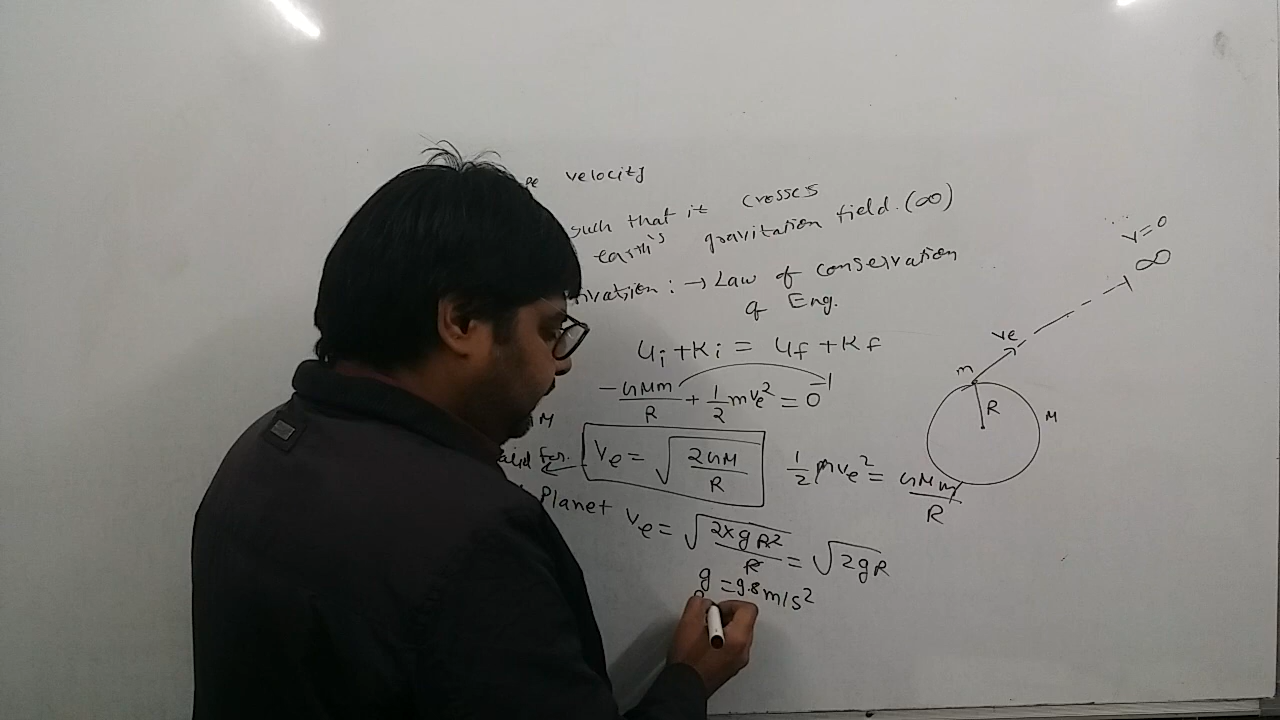 velocity
such that it crosses
earth's gravitation field. (∞)
Law of conservation
of Eng.
Ui + Ki = Uf + Kf
-GMm/R + 1/2 mve² = 0
Ve = √(2GM/R)
1/2 mve² = GMm/R
Planet
Ve = √(2×gR²/R) = √2gR
g = 9.8 m/s²
v=0
∞
ve
m
R
M